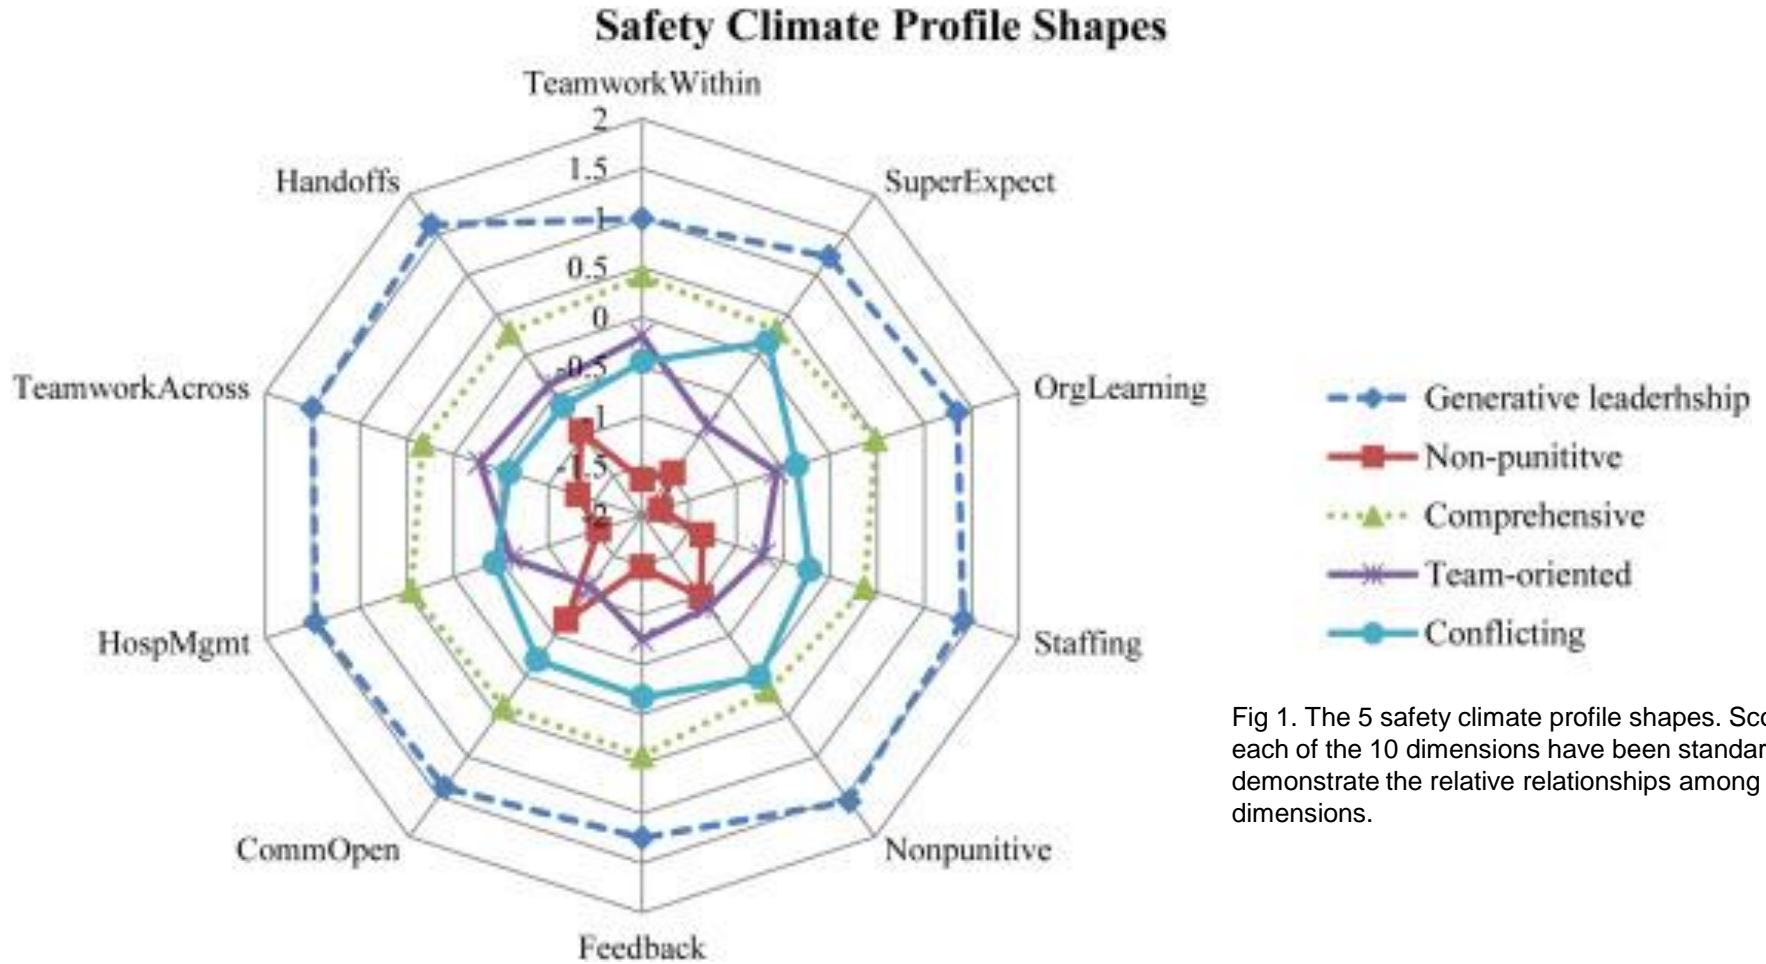 Safety Climate Profile Shapes
TeamworkWithin
2
Handoffs
1.5
SuperExpect
1
0.5
0
TeamworkAcross
-0.5
OrgLearning
-1
-1.5
-2
HospMgmt
Staffing
CommOpen
Nonpunitive
Feedback
Generative leaderhship
Non-punititve
Comprehensive
Team-oriented
Conflicting
Fig 1. The 5 safety climate profile shapes.
each of the 10 dimensions have been
demonstrate the relative relationships among
dimensions.